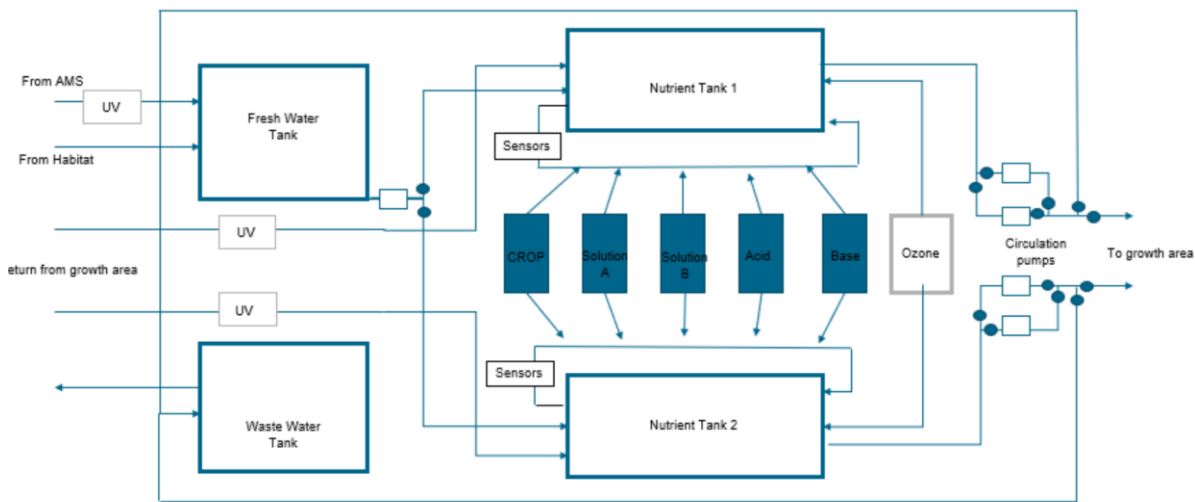 From AMS
UV
Fresh Water
Tank
From Habitat
Nutrient Tank 1
Sensors
UV
eturn from growth area
UV
CROP
Solution
A
Solution
B
Acid
Base
Ozone
Circulation
pumps
To growth area
Sensors
Waste Water
Tank
Nutrient Tank 2